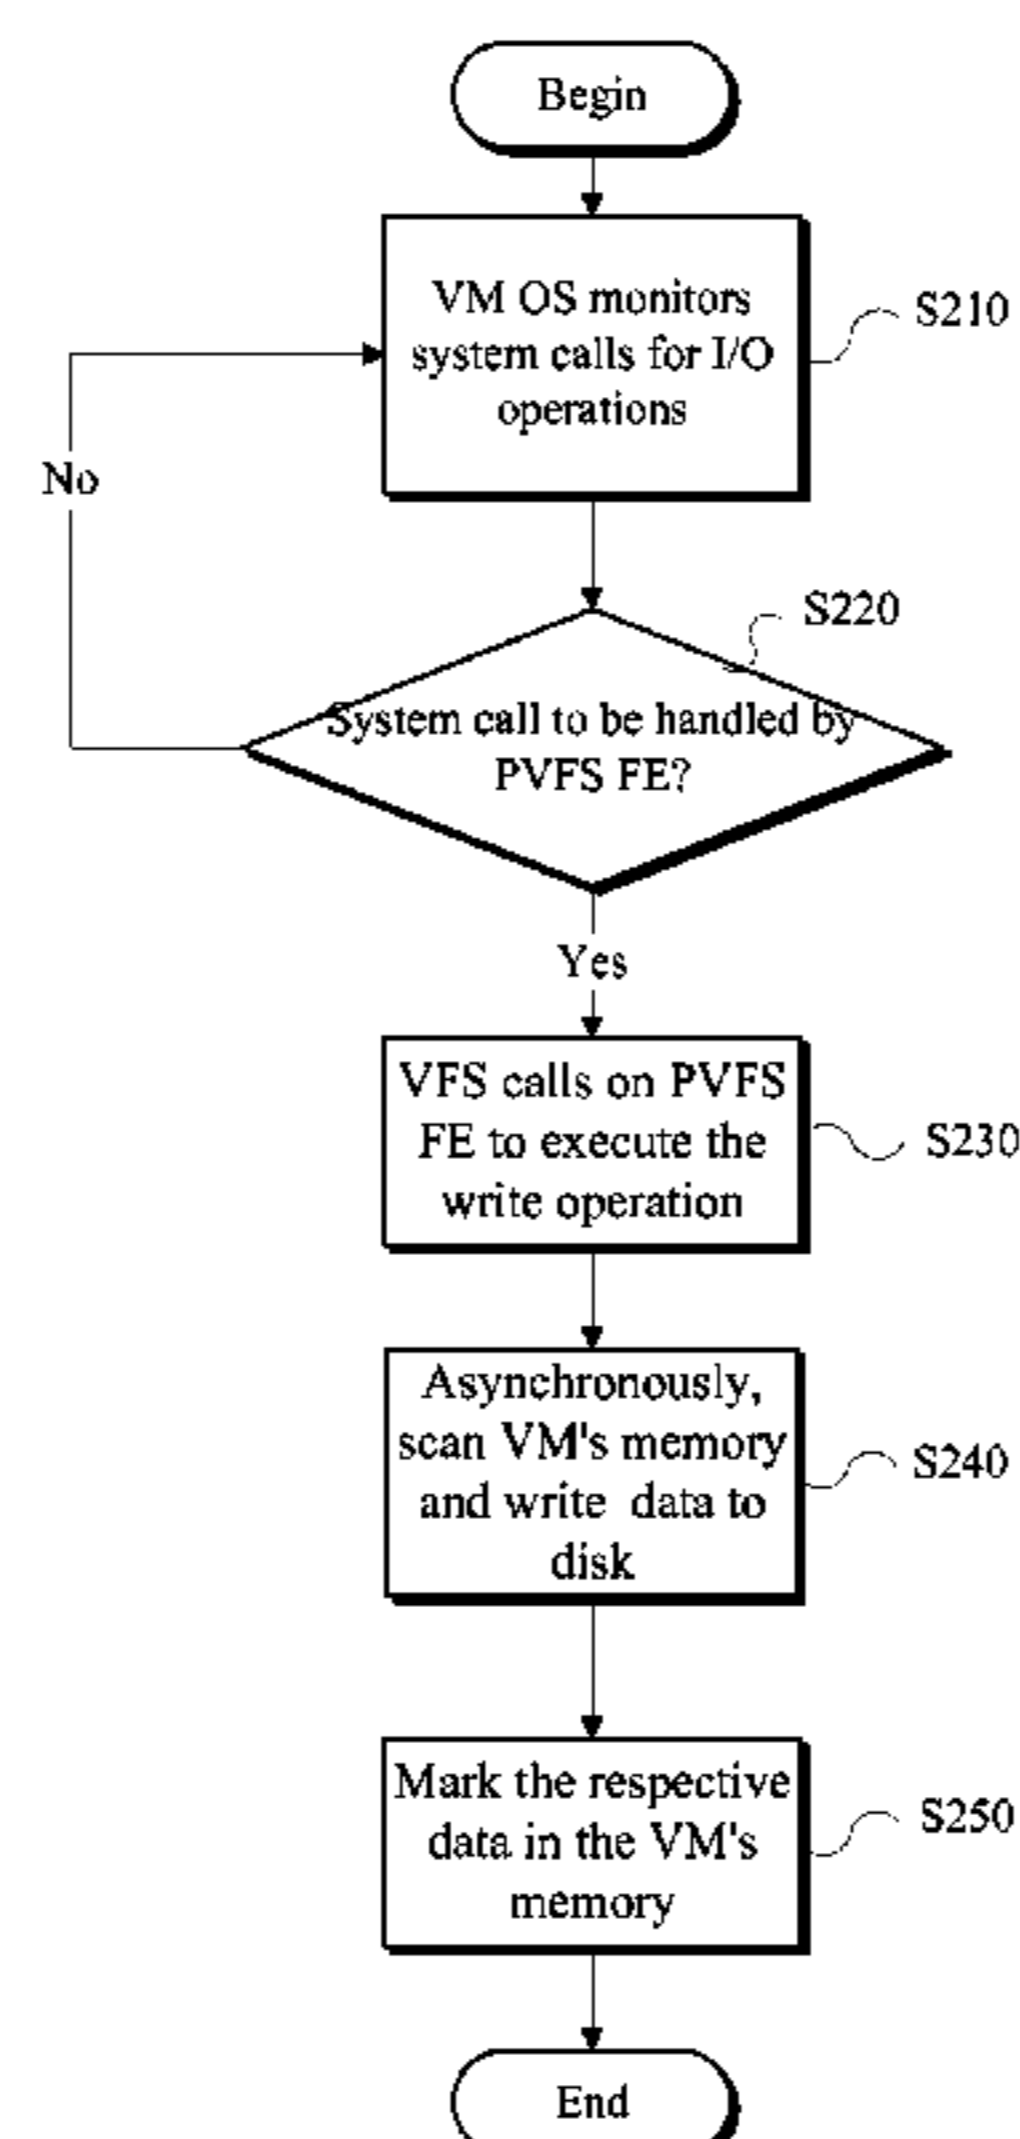 Begin
VM OS monitors
system calls for I/O
operations
S210
No
S220
System call to be handled by
PVFS FE?
Yes
VFS calls on PVFS
FE to execute the
write operation
S230
Asynchronously,
scan VM's memory
and write data to
disk
S240
Mark the respective
data in the VM's
memory
S250
End